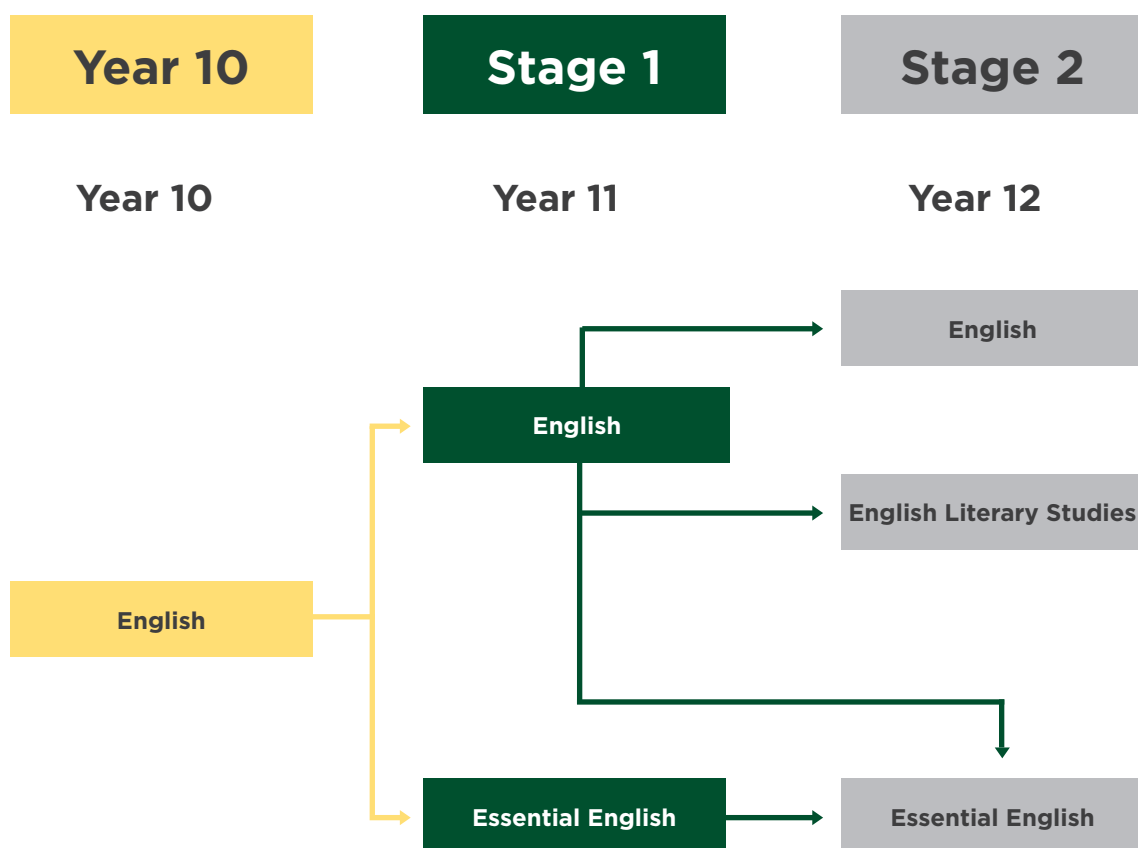 Year 10
Stage 1
Stage 2
Year 10
Year 11
Year 12
English
English
English Literary Studies
English
Essential English
Essential English